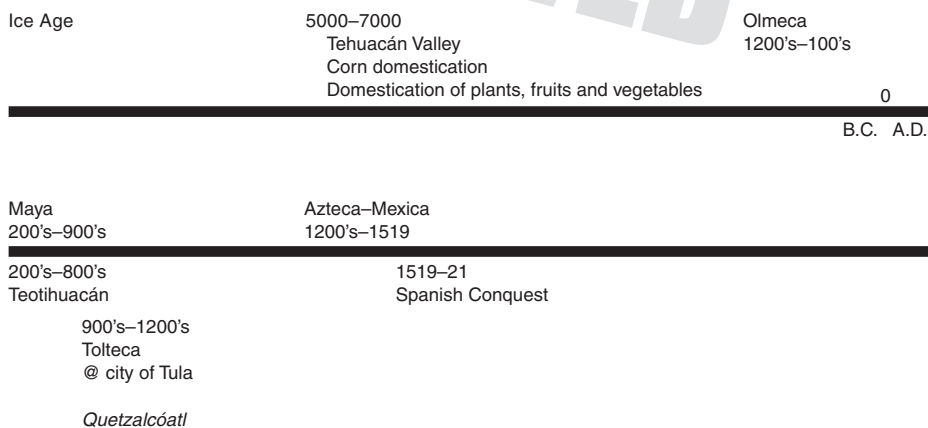 Ice Age
5000–7000
Tehuacán Valley
Corn domestication
Domestication of plants, fruits and vegetables
Olmeca
1200's–100's
0
B.C. A.D.
Maya
200's–900's
Azteca–Mexica
1200's–1519
200's–800's
Teotihuacán
1519–21
Spanish Conquest
900's–1200's
Tolteca
@ city of Tula
Quetzalcóatl